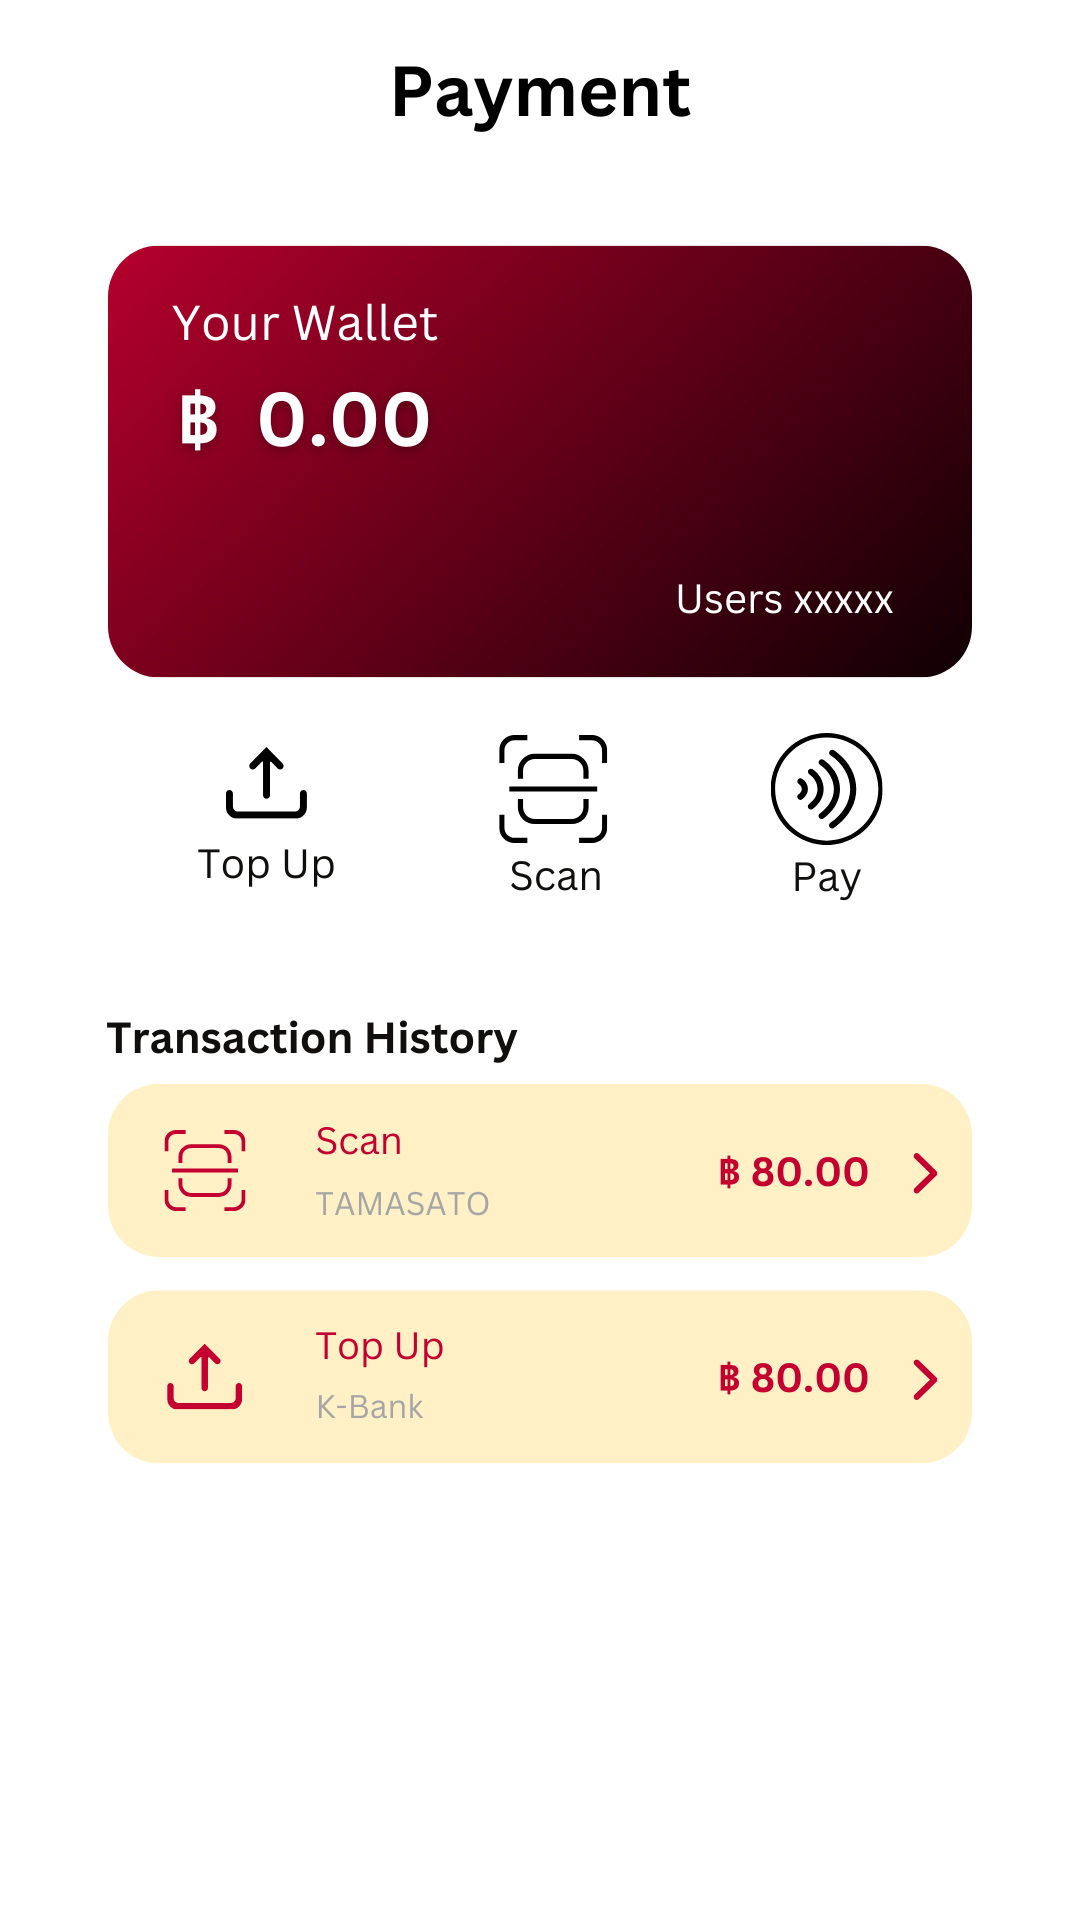 Payment
Your Wallet
฿ 0.00
Users xxxxx
Top Up
Scan
Pay
Transaction History
Scan
TAMASATO
฿ 80.00
Top Up
K-Bank
฿ 80.00